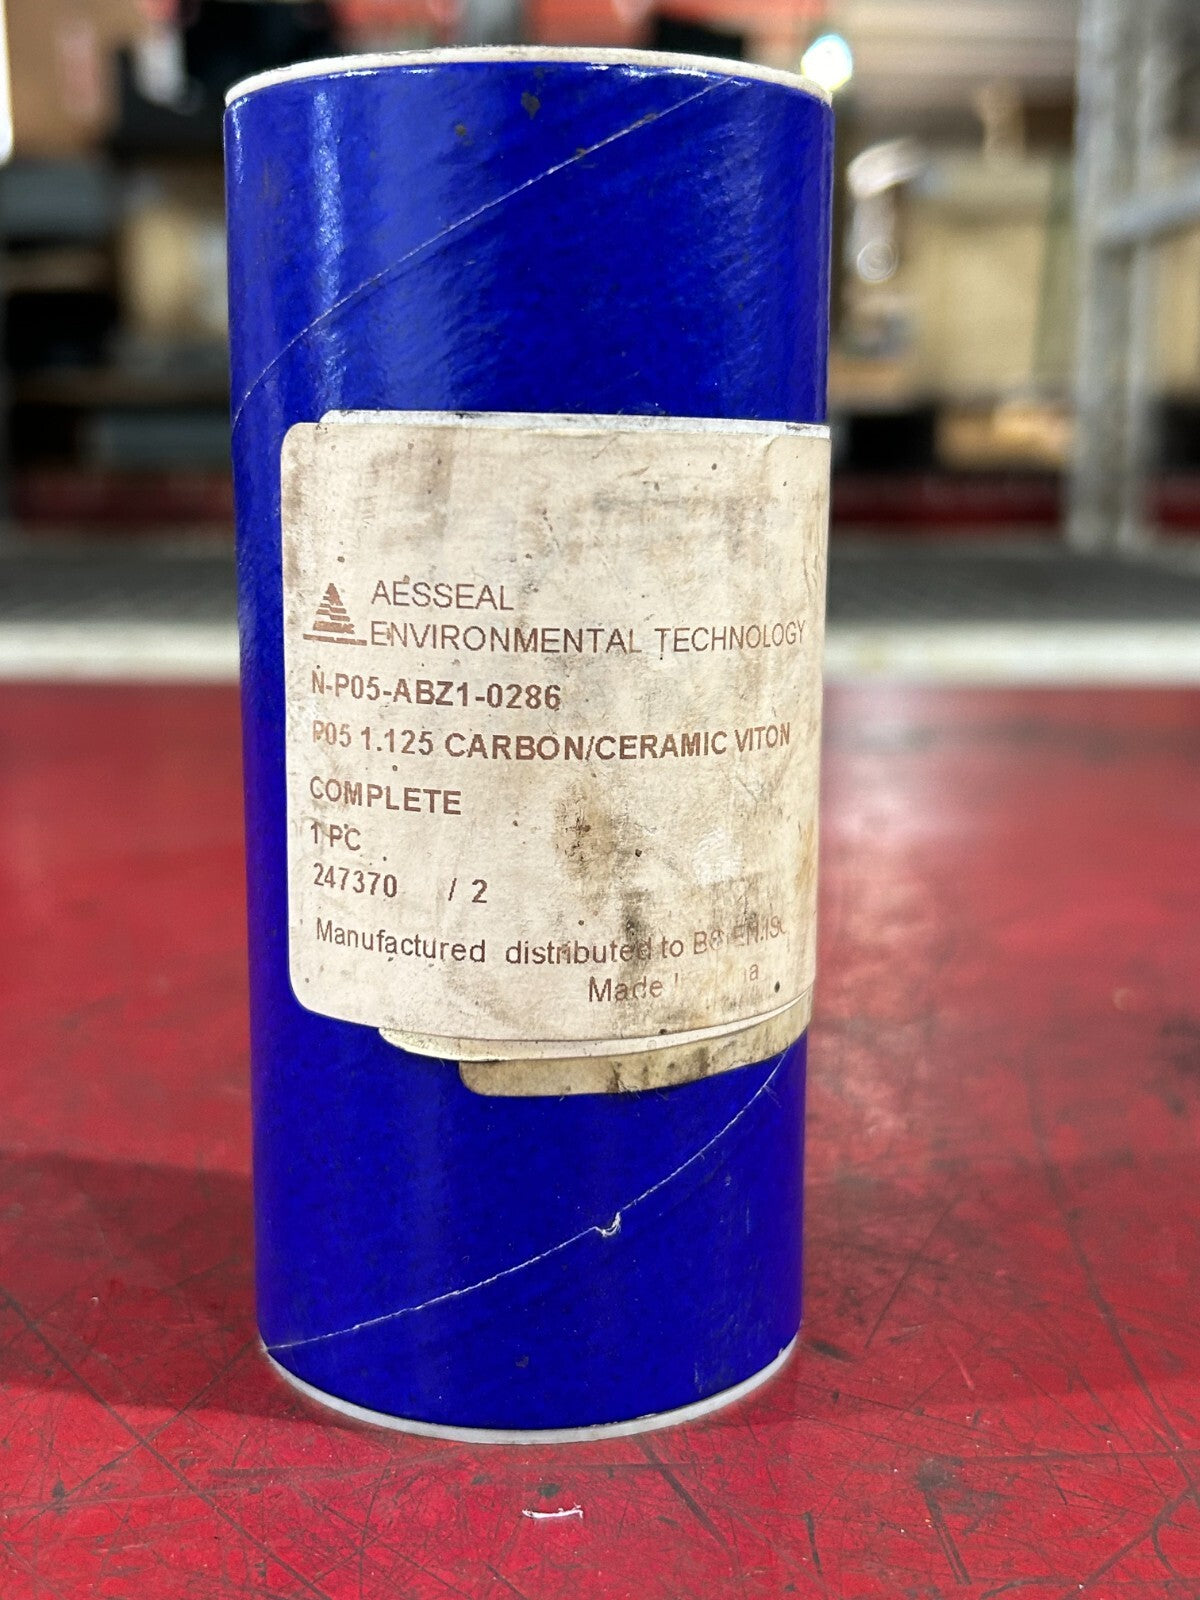 AESSEAL
ENVIRONMENTAL TECHNOLOGY
N-P05-ABZ1-0286
P05 1.125 CARBON/CERAMIC VITON
COMPLETE
1 PC
247370 / 2
Manufactured distributed to
Made